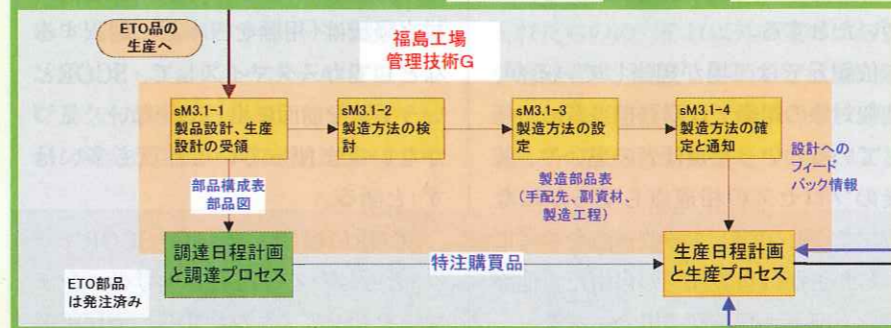 ETO品の
生産へ
福島工場
管理技術G
sM3.1-1
製品設計、生産
設計の受領
sM3.1-2
製造方法の検
討
sM3.1-3
製造方法の設
定
sM3.1-4
製造方法の確
定と通知
部品構成表
部品図
製造部品表
(手配先、副資材、
製造工程)
設計への
フィード
バック情報
調達日程計画
と調達プロセス
特注購買品
生産日程計画
と生産プロセス
ETO部品
は発注済み